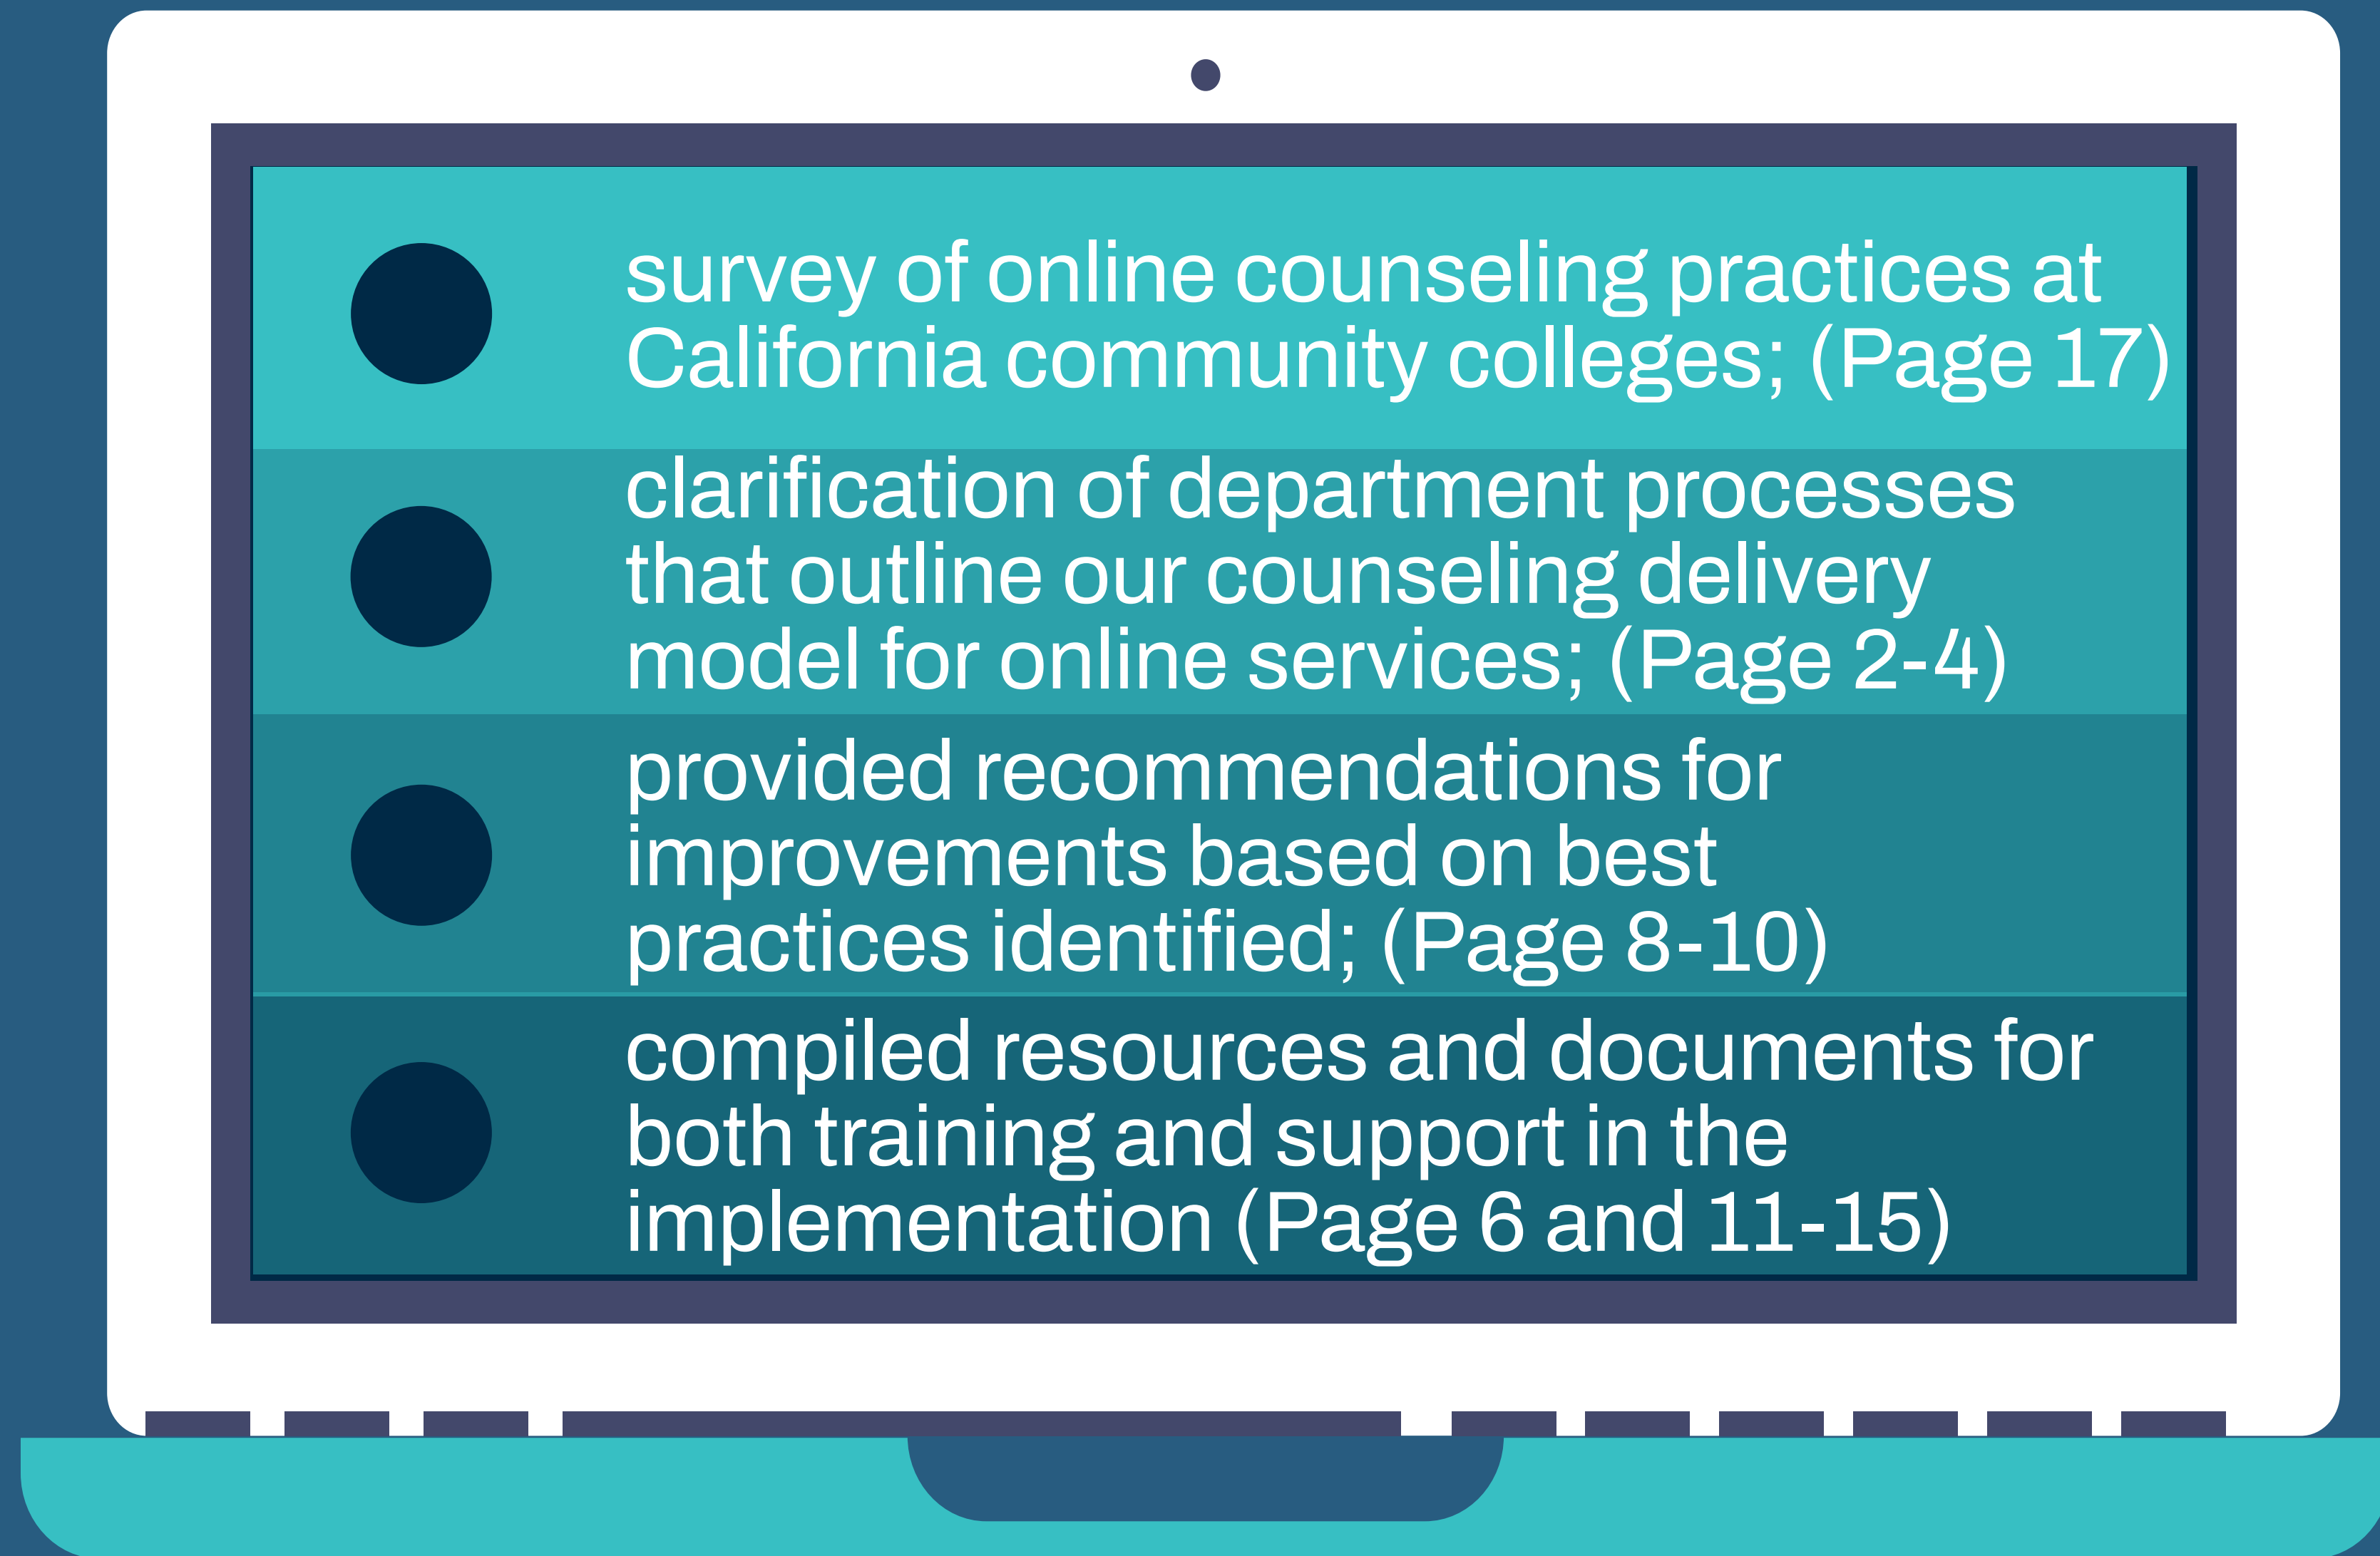 survey of online counseling practices at
California community colleges; (Page 17)
clarification of department processes
that outline our counseling delivery
model for online services; (Page 2-4)
provided recommendations for
improvements based on best
practices identified; (Page 8-10)
compiled resources and documents for
both training and support in the
implementation (Page 6 and 11-15)